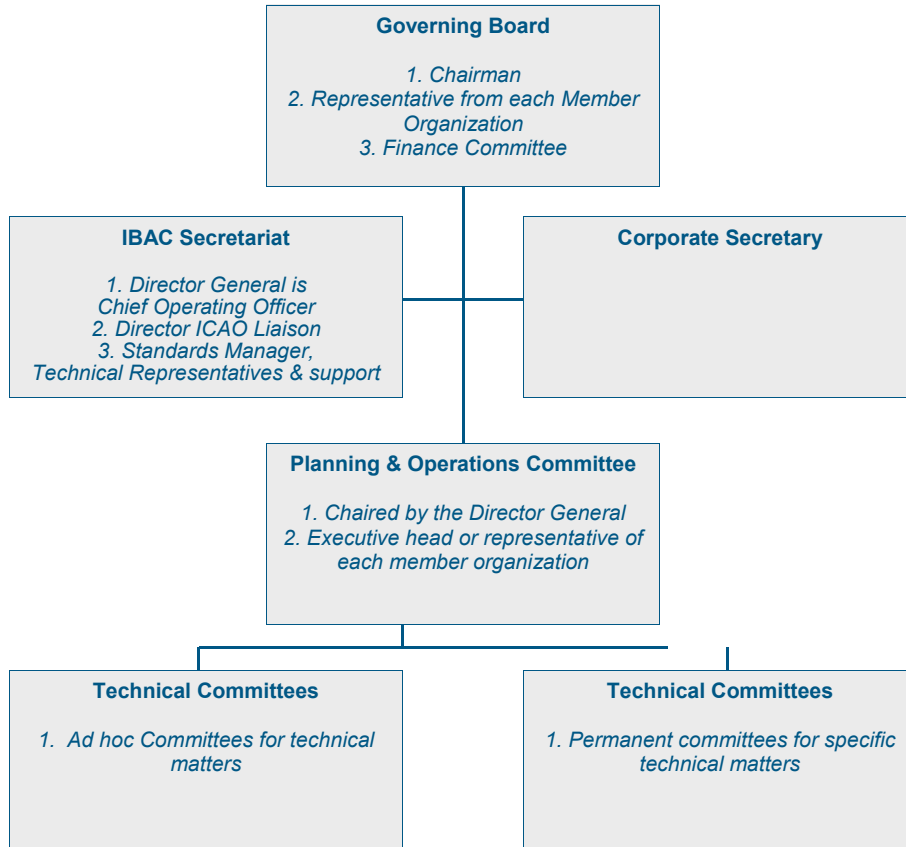 Governing Board
1. Chairman
2. Representative from each Member
Organization
3. Finance Committee
IBAC Secretariat
1. Director General is
Chief Operating Officer
2. Director ICAO Liaison
3. Standards Manager,
Technical Representatives & support
Corporate Secretary
Planning & Operations Committee
1. Chaired by the Director General
2. Executive head or representative of
each member organization
Technical Committees
1. Ad hoc Committees for technical
matters
Technical Committees
1. Permanent committees for specific
technical matters